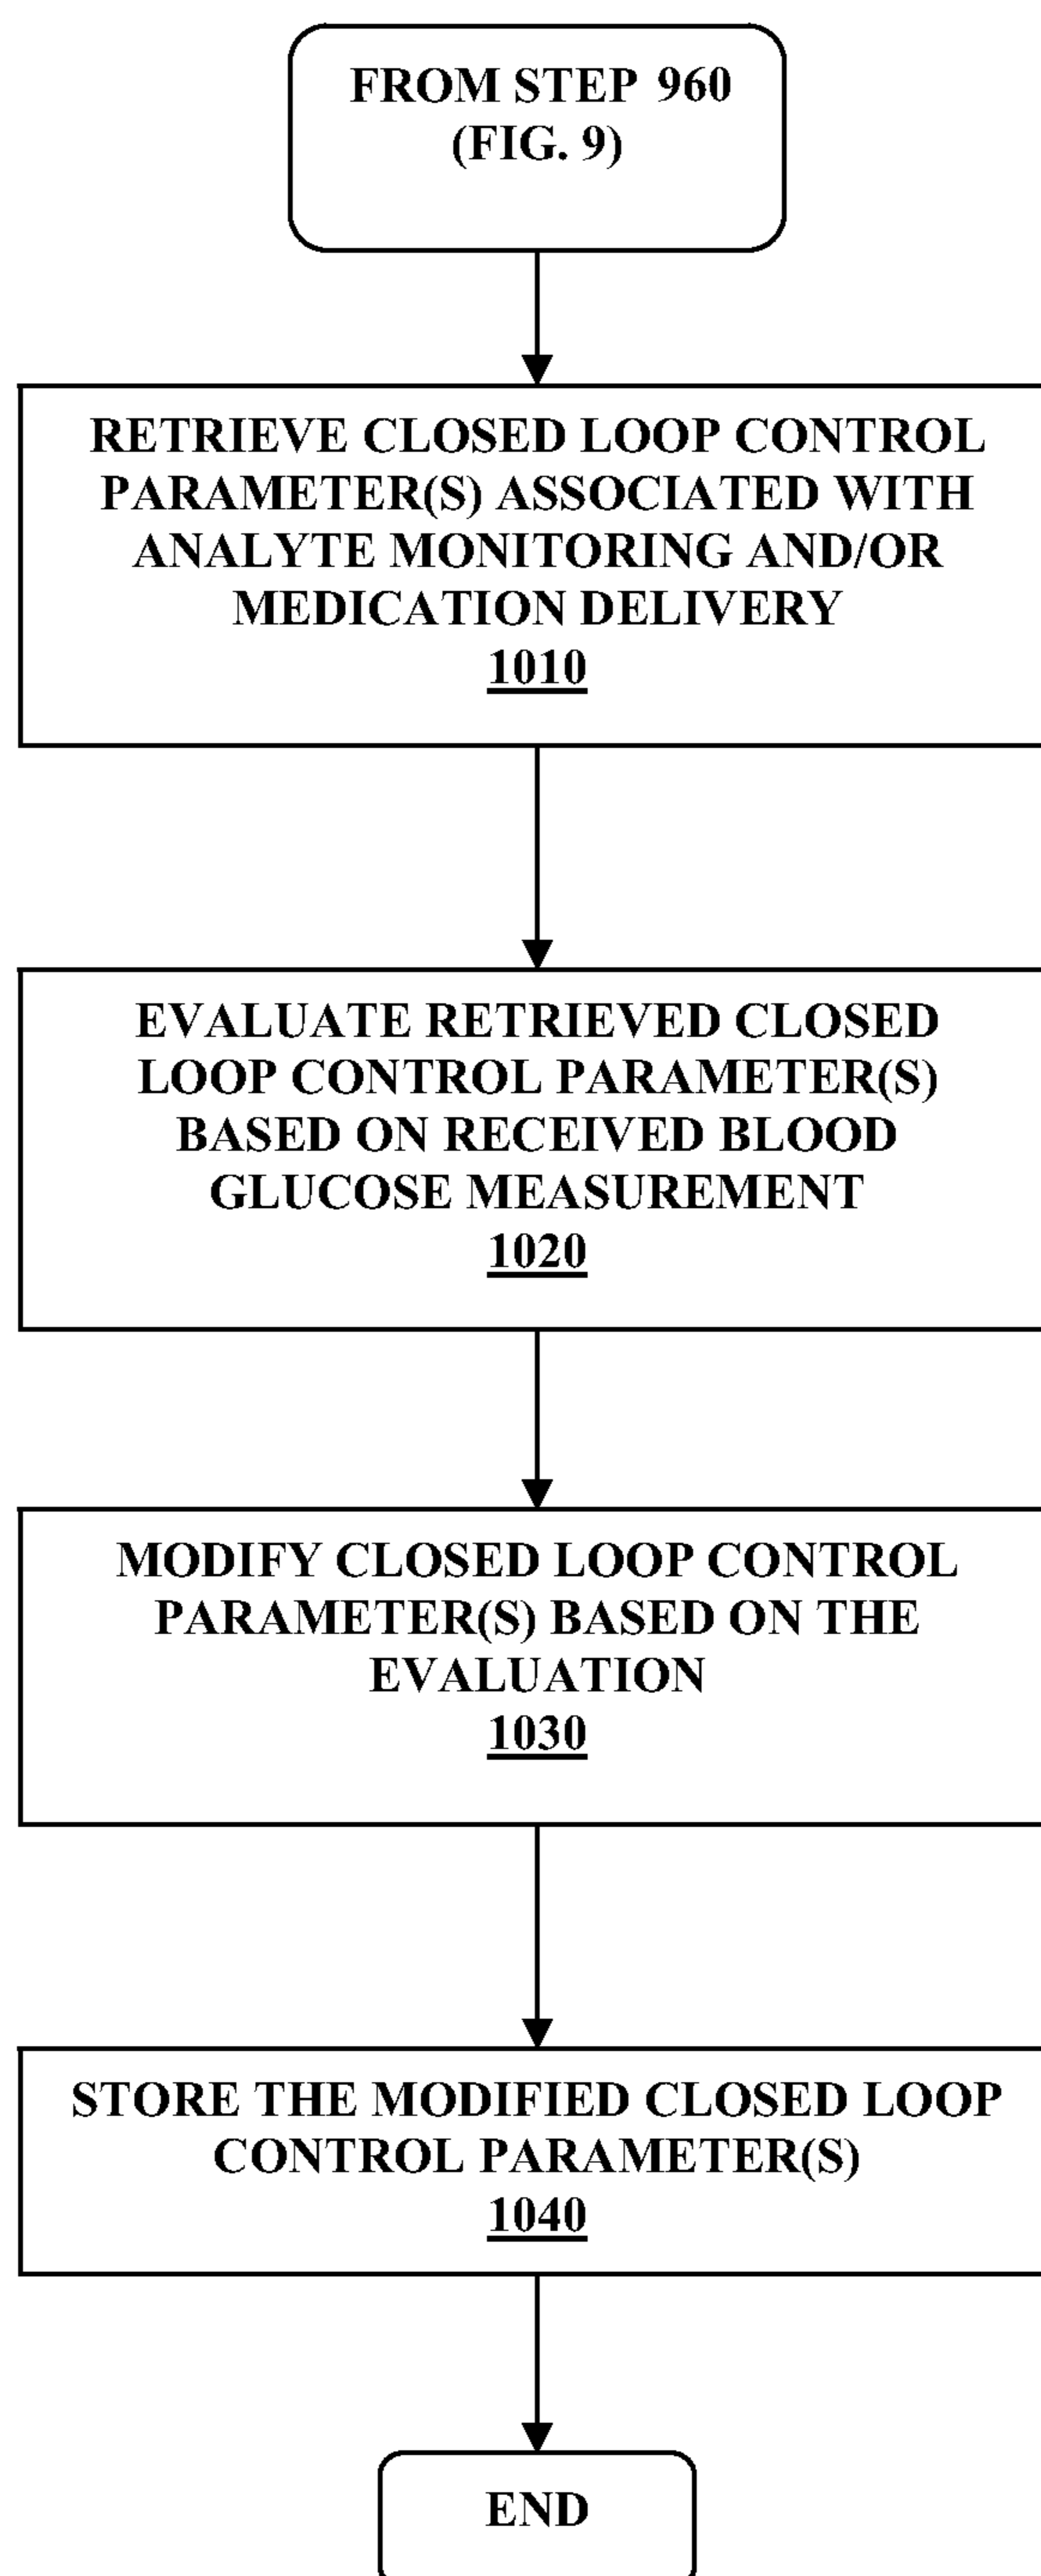 FROM STEP 960
(FIG. 9)
RETRIEVE CLOSED LOOP CONTROL
PARAMETER(S) ASSOCIATED WITH
ANALYTE MONITORING AND/OR
MEDICATION DELIVERY
1010
EVALUATE RETRIEVED CLOSED
LOOP CONTROL PARAMETER(S)
BASED ON RECEIVED BLOOD
GLUCOSE MEASUREMENT
1020
MODIFY CLOSED LOOP CONTROL
PARAMETER(S) BASED ON THE
EVALUATION
1030
STORE THE MODIFIED CLOSED LOOP
CONTROL PARAMETER(S)
1040
END